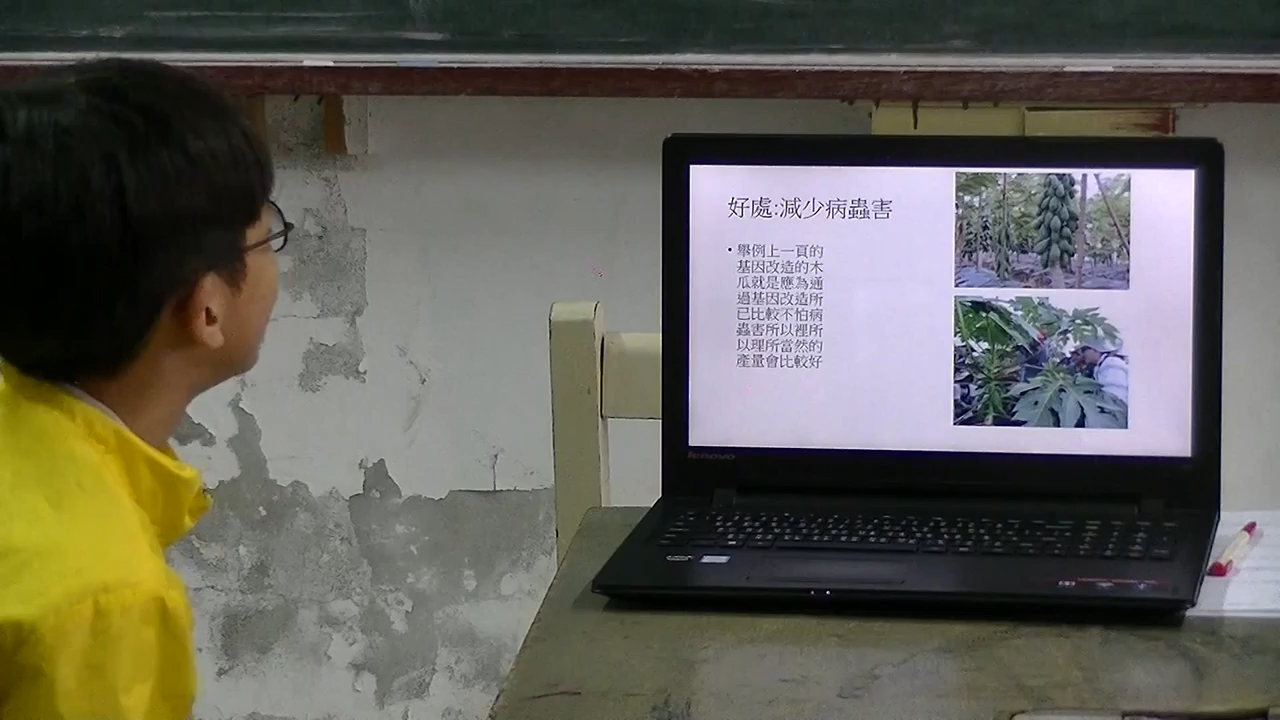 好處:減少病蟲害
• 舉例上一頁的
基因改造的木
瓜就是應為通
過基因改造所
已比較不怕病
蟲害所以裡所
以理所當然的
產量會比較好
lenovo